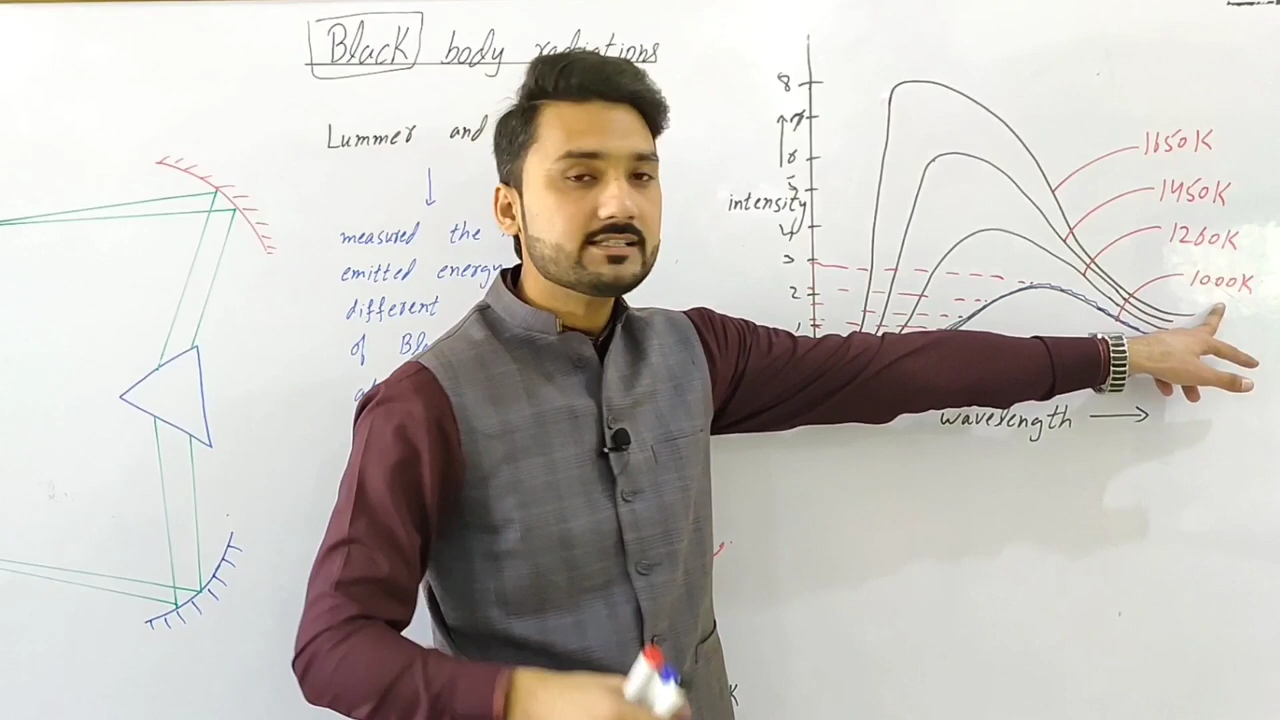 Black body radiations
Lummer and
measured the
emitted energy
different
of
8
7
6
5
intensity
4
3
2
1
1650K
1450K
1260K
1000K
wavelength
K